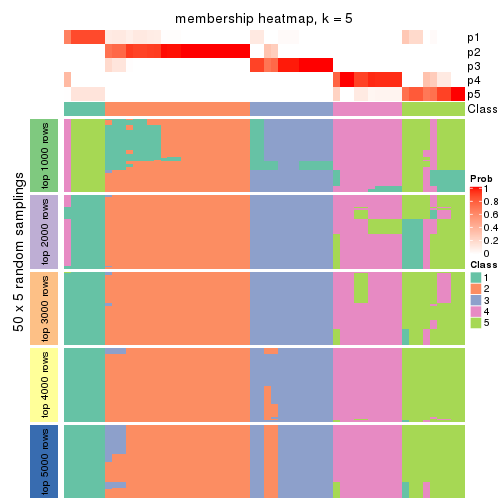 membership heatmap, k = 5
p1
p2
p3
p4
p5
Class
50 x 5 random samplings
top 1000 rows
top 2000 rows
top 3000 rows
top 4000 rows
top 5000 rows
Prob
1
0.8
0.6
0.4
0.2
0
Class
1
2
3
4
5